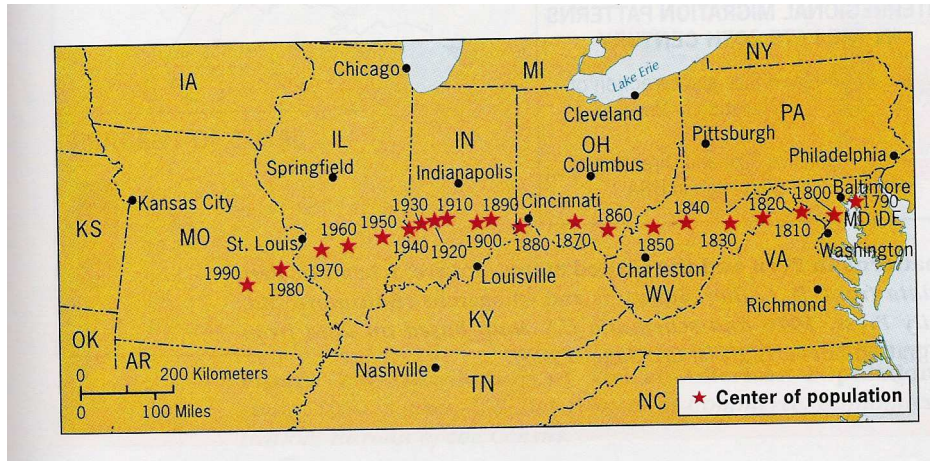 NY
Chicago
MI
Lake Erie
IA
Cleveland
PA
IL
IN
OH
Pittsburgh
Springfield
Indianapolis
Columbus
Philadelphia
Kansas City
1930
1910
1890
Cincinnati
1820
1800
Baltimore
1790
KS
MO
St. Louis
1960
1950
1860
1840
MD DE
1940
1920
1900
1880
1870
1850
1830
1810
Washington
1990
1980
1970
Louisville
Charleston
VA
WV
Richmond
KY
OK
AR
Nashville
TN
NC
0 200 Kilometers
0 100 Miles
Center of population